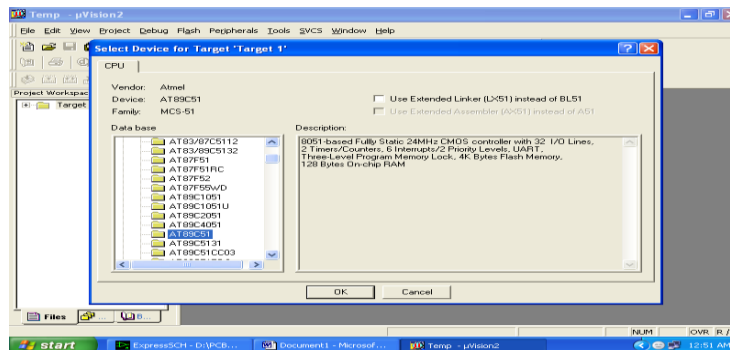 Temp - µVision2
File Edit View Project Debug Flash Peripherals Tools SVCS Window Help
Select Device for Target 'Target 1'
CPU
Vendor: Atmel
Device: AT89C51
Family: MCS-51
Use Extended Linker (LX51) instead of BL51
Use Extended Assembler (AX51) instead of A51
Project Workspac
Target
Data base
Description:
AT83/87C5112
AT83/89C5132
AT87F51
AT87F51RC
AT87F52
AT87F55WD
AT89C1051
AT89C1051U
AT89C2051
AT89C4051
AT89C51
AT89C5131
AT89C51CC03
8051-based Fully Static 24MHz CMOS controller with 32 I/O Lines,
2 Timers/Counters, 6 Interrupts/2 Priority Levels, UART,
Three-Level Program Memory Lock, 4K Bytes Flash Memory,
128 Bytes On-chip RAM
OK Cancel
Files ... B...
NUM OVR R /
start ExpressSCH - D:\PCB... Document1 - Microsof... Temp - µVision2 12:51 AM